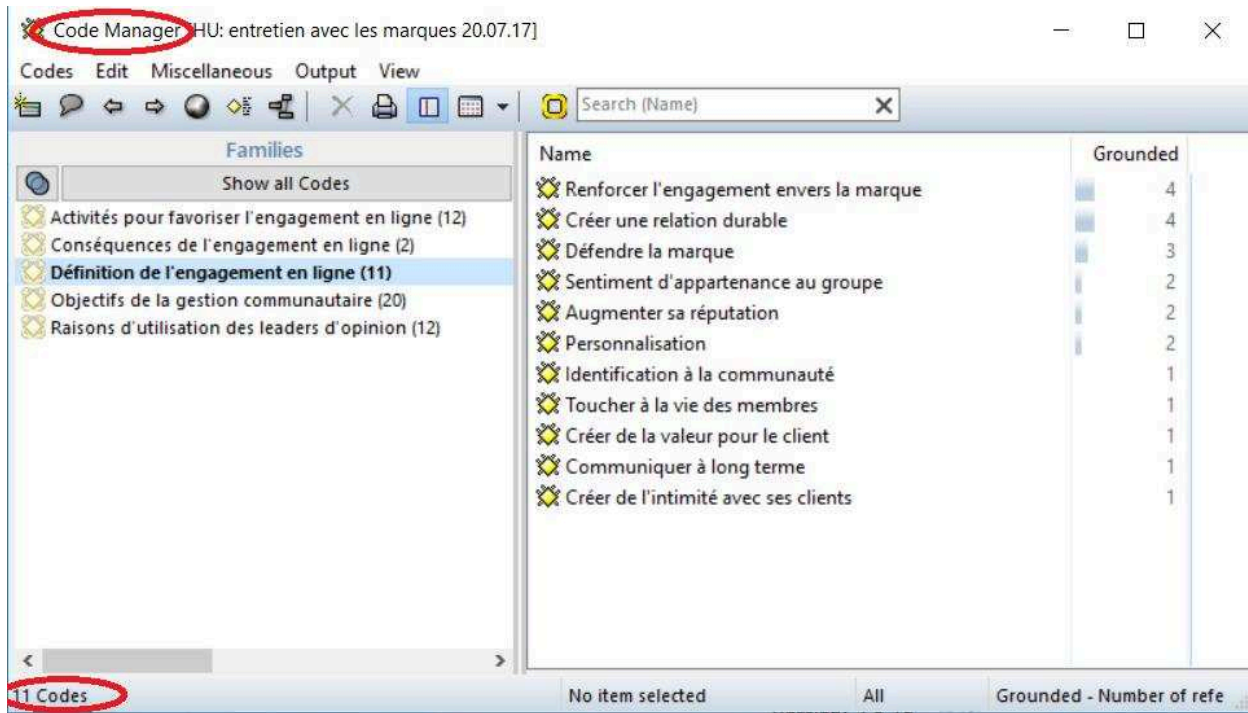 Code Manager [HU: entretien avec les marques 20.07.17]
Codes Edit Miscellaneous Output View
Search (Name)
Families
Show all Codes
Activités pour favoriser l'engagement en ligne (12)
Conséquences de l'engagement en ligne (2)
Définition de l'engagement en ligne (11)
Objectifs de la gestion communautaire (20)
Raisons d'utilisation des leaders d'opinion (12)
Name Grounded
Renforcer l'engagement envers la marque 4
Créer une relation durable 4
Défendre la marque 3
Sentiment d'appartenance au groupe 2
Augmenter sa réputation 2
Personnalisation 2
Identification à la communauté 1
Toucher à la vie des membres 1
Créer de la valeur pour le client 1
Communiquer à long terme 1
Créer de l'intimité avec ses clients 1
11 Codes No item selected All Grounded - Number of refe